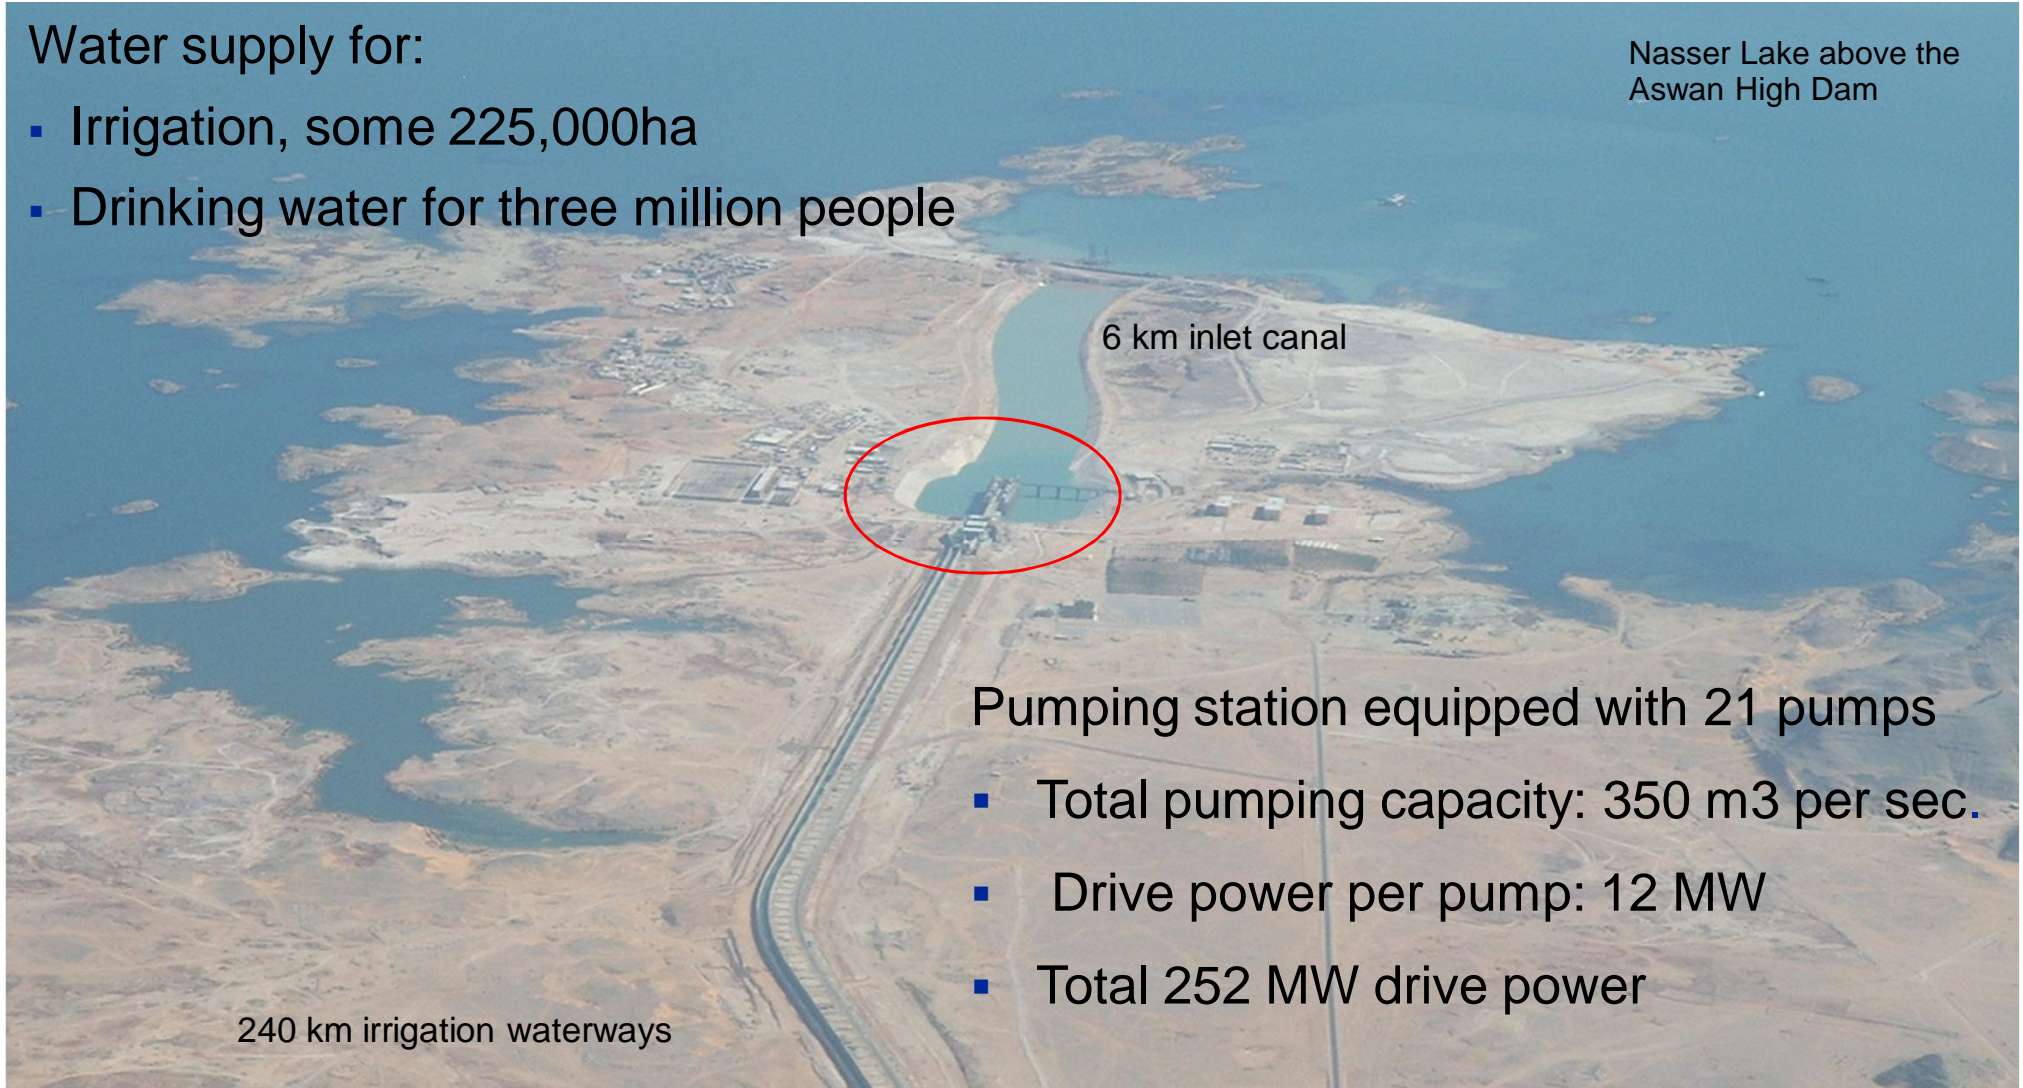 Water supply for:
▪ Irrigation, some 225,000ha
▪ Drinking water for three million people
Nasser Lake above the
Aswan High Dam
6 km inlet canal
Pumping station equipped with 21 pumps
▪ Total pumping capacity: 350 m3 per sec.
▪ Drive power per pump: 12 MW
▪ Total 252 MW drive power
240 km irrigation waterways